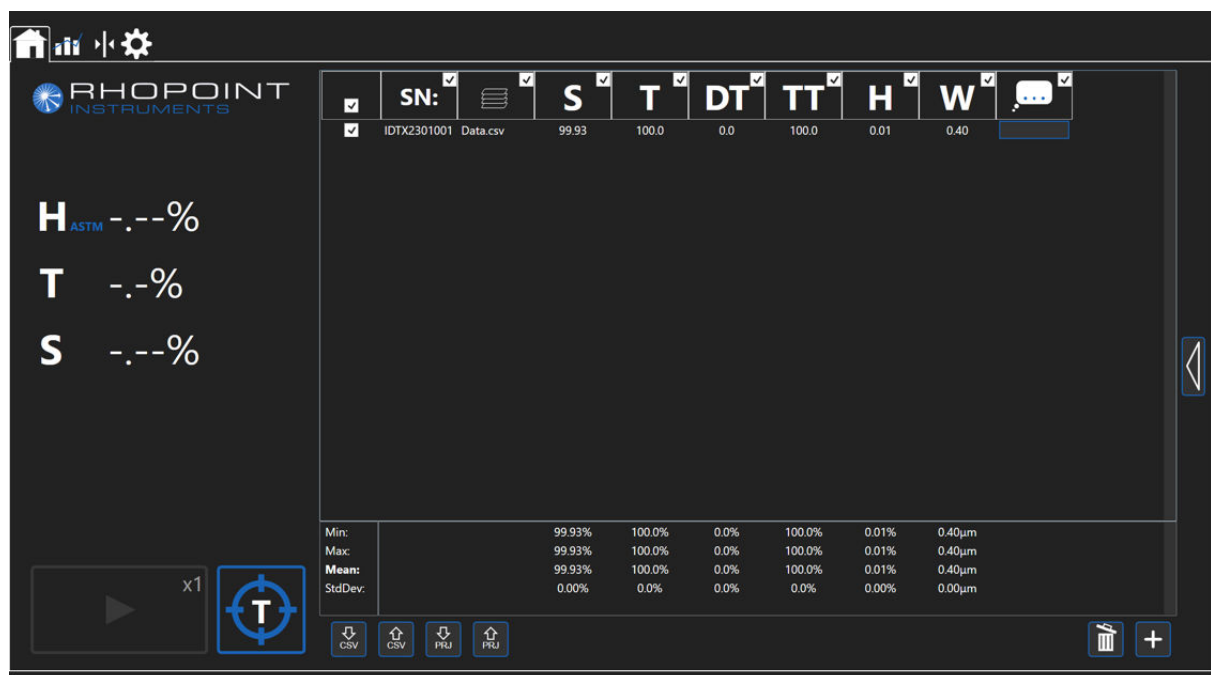 RHOPOINT
INSTRUMENTS
H ASTM -.--%
T -.-%
S -.--%
x1
T
SN: S T DT TT H W ...
IDTX2301001 Data.csv 99.93 100.0 0.0 100.0 0.01 0.40
Min: 99.93% 100.0% 0.0% 100.0% 0.01% 0.40µm
Max: 99.93% 100.0% 0.0% 100.0% 0.01% 0.40µm
Mean: 99.93% 100.0% 0.0% 100.0% 0.01% 0.40µm
StdDev: 0.00% 0.0% 0.0% 0.0% 0.00% 0.00µm
CSV CSV PRJ PRJ